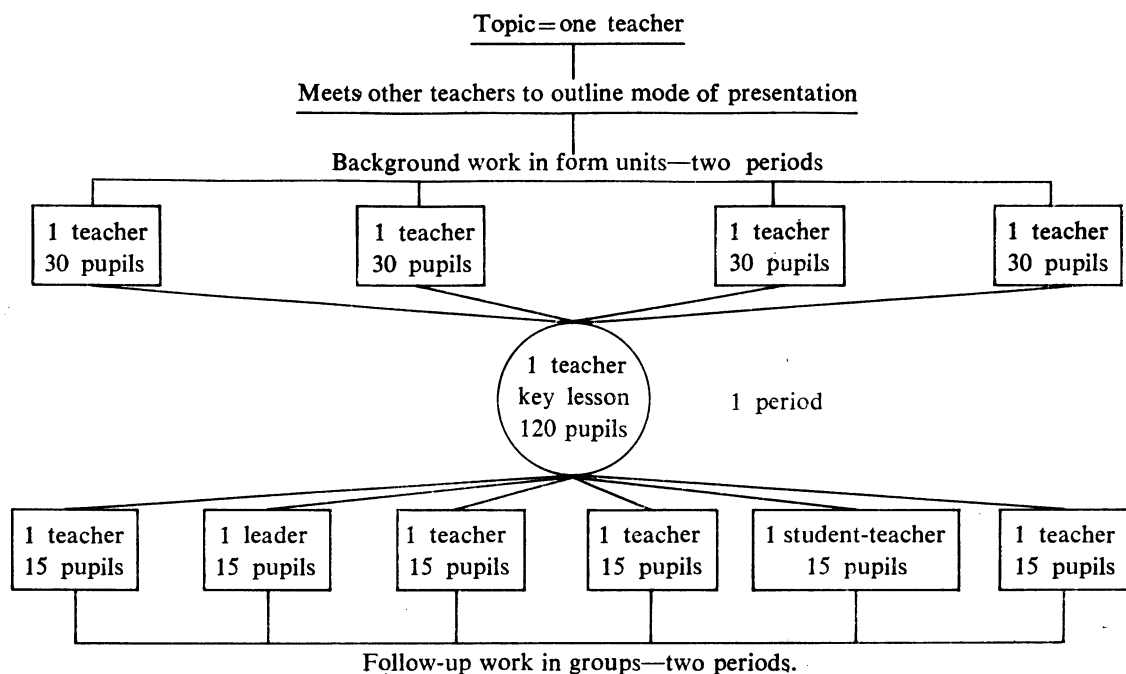 Topic=one teacher
Meets other teachers to outline mode of presentation
Background work in form units—two periods
1 teacher
30 pupils
1 teacher
30 pupils
1 teacher
30 pupils
1 teacher
30 pupils
1 teacher
key lesson
120 pupils
1 period
1 teacher
15 pupils
1 leader
15 pupils
1 teacher
15 pupils
1 teacher
15 pupils
1 student-teacher
15 pupils
1 teacher
15 pupils
Follow-up work in groups—two periods.